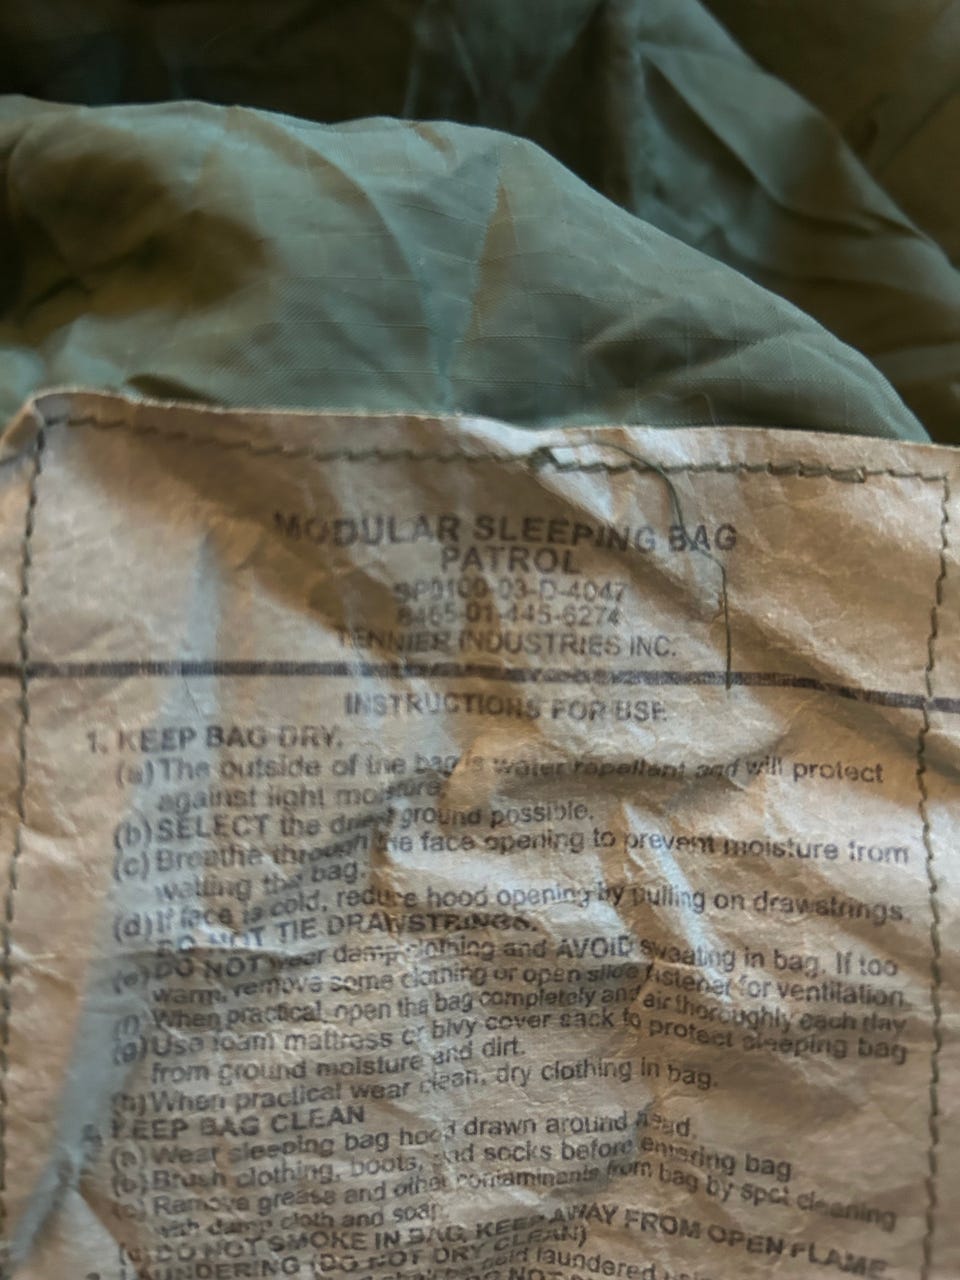 MODULAR SLEEPING BAG
PATROL
SP0100-03-D-4047
8465-01-445-6274
TENNIER INDUSTRIES INC.
INSTRUCTIONS FOR USE
1. KEEP BAG DRY.
(a) The outside of the bag is water repellent and will protect
against light moisture.
(b) SELECT the driest ground possible.
(c) Breathe through the face opening to prevent moisture from
wetting the bag.
(d) If face is cold, reduce hood opening by pulling on drawstrings.
DO NOT TIE DRAWSTRINGS.
(e) DO NOT wear damp clothing and AVOID sweating in bag. If too
warm, remove some clothing or open slide fastener for ventilation.
(f) When practical, open the bag completely and air thoroughly each day
(g) Use foam mattress or bivy cover sack to protect sleeping bag
from ground moisture and dirt.
(h) When practical wear clean, dry clothing in bag.
KEEP BAG CLEAN
(a) Wear sleeping bag hood drawn around head.
(b) Brush clothing, boots, and socks before entering bag
(c) Remove grease and other contaminants from bag by spot cleaning
with damp cloth and soap.
DO NOT SMOKE IN BAG, KEEP AWAY FROM OPEN FLAME
LAUNDERING (DO NOT DRY CLEAN)
laundered